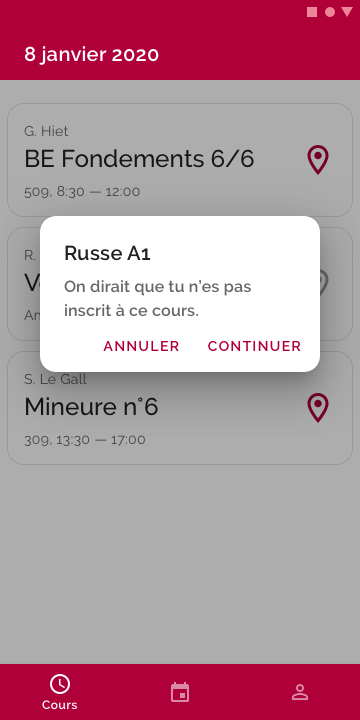 8 janvier 2020
G. Hiet
BE Fondements 6/6
509, 8:30 — 12:00
R.
Russe A1
On dirait que tu n'es pas
inscrit à ce cours.
ANNULER CONTINUER
S. Le Gall
Mineure n°6
309, 13:30 — 17:00
Cours